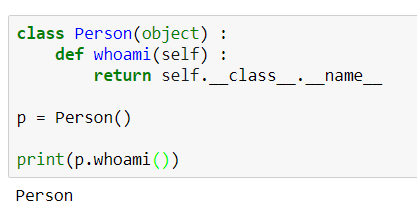 class Person(object) :
    def whoami(self) :
        return self.__class__.__name__
p = Person()
print(p.whoami())
Person